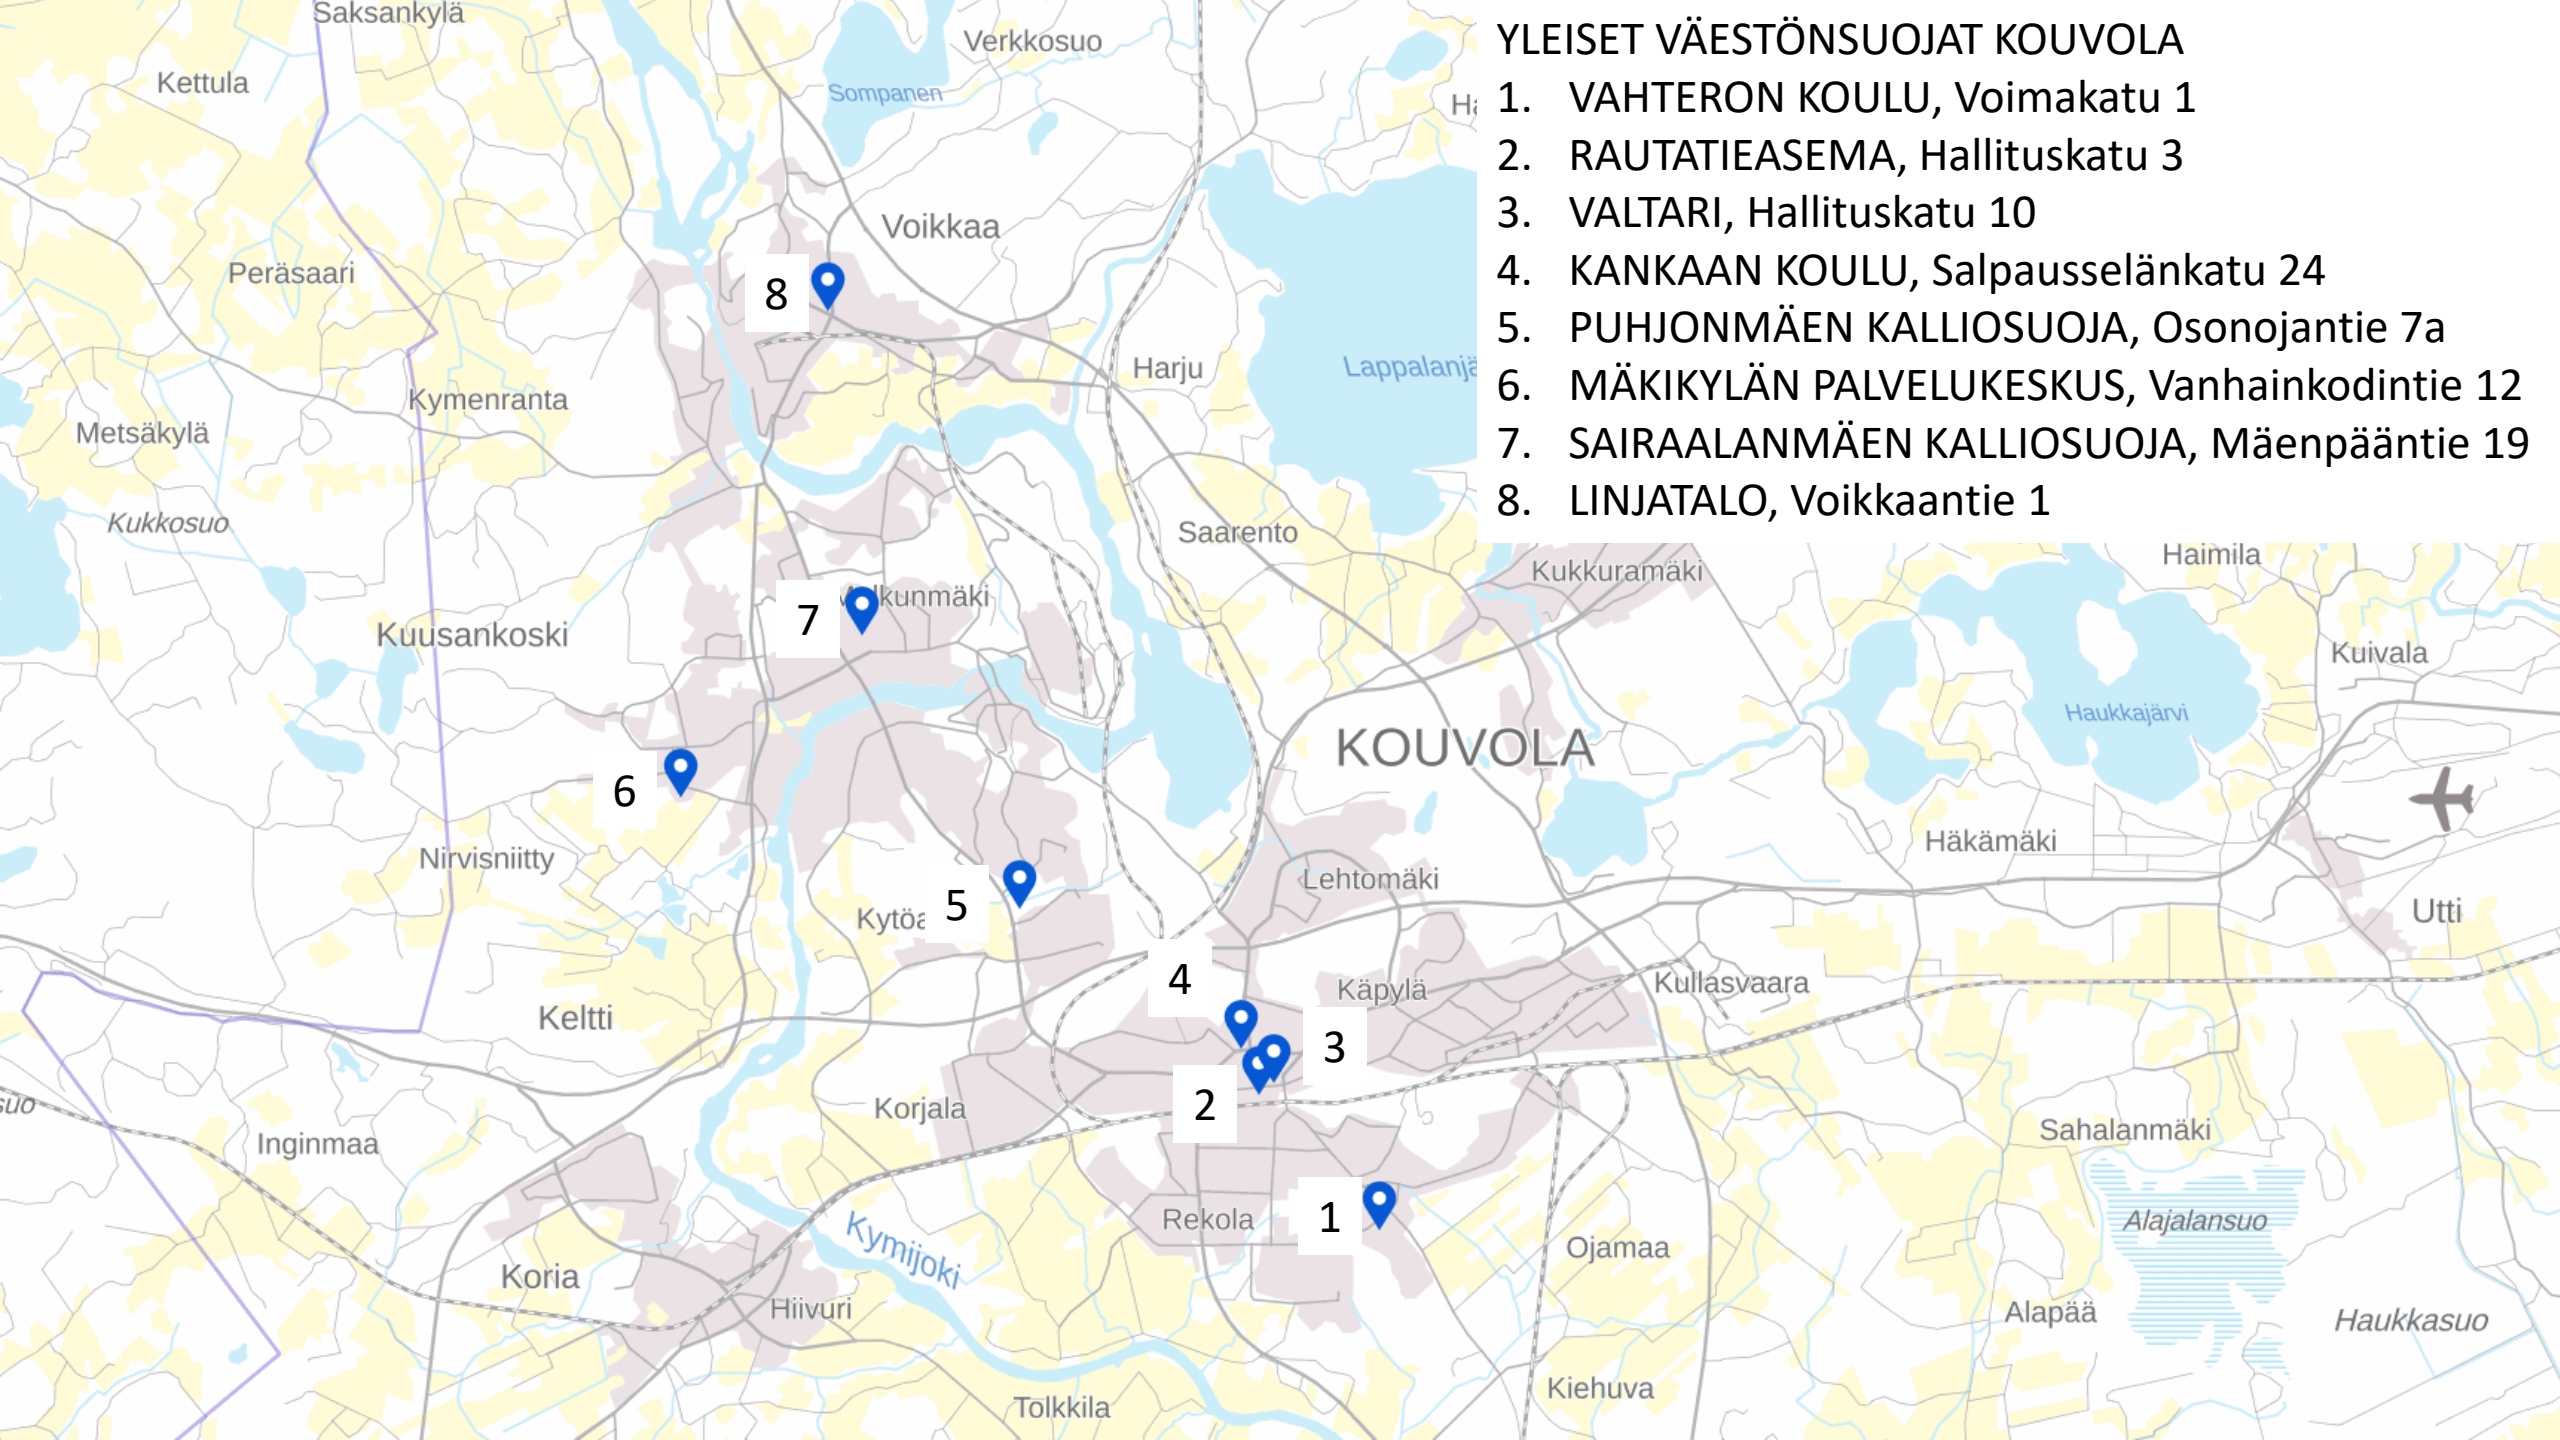 YLEISET VÄESTÖNSUOJAT KOUVOLA
1. VAHTERON KOULU, Voimakatu 1
2. RAUTATIEASEMA, Hallituskatu 3
3. VALTARI, Hallituskatu 10
4. KANKAAN KOULU, Salpausselänkatu 24
5. PUHJONMÄEN KALLIOSUOJA, Osonojantie 7a
6. MÄKIKYLÄN PALVELUKESKUS, Vanhainkodintie 12
7. SAIRAALANMÄEN KALLIOSUOJA, Mäenpääntie 19
8. LINJATALO, Voikkaantie 1
Saksankylä
Verkkosuo
Kettula
Sompanen
Voikkaa
Peräsaari
8
Harju
Kymenranta
Metsäkylä
Kukkosuo
Saarento
Haimila
Kukkuramäki
7
Kuusankoski
Kuivala
Haukkajärvi
KOUVOLA
6
Häkämäki
Nirvisniitty
Lehtomäki
5
Utti
4
Käpylä
Kullasvaara
Keltti
3
2
Korjala
Sahalanmäki
Inginmaa
Rekola
1
Alajalansuo
Kymijoki
Ojamaa
Koria
Hiivuri
Alapää
Haukkasuo
Kiehuva
Tolkkila